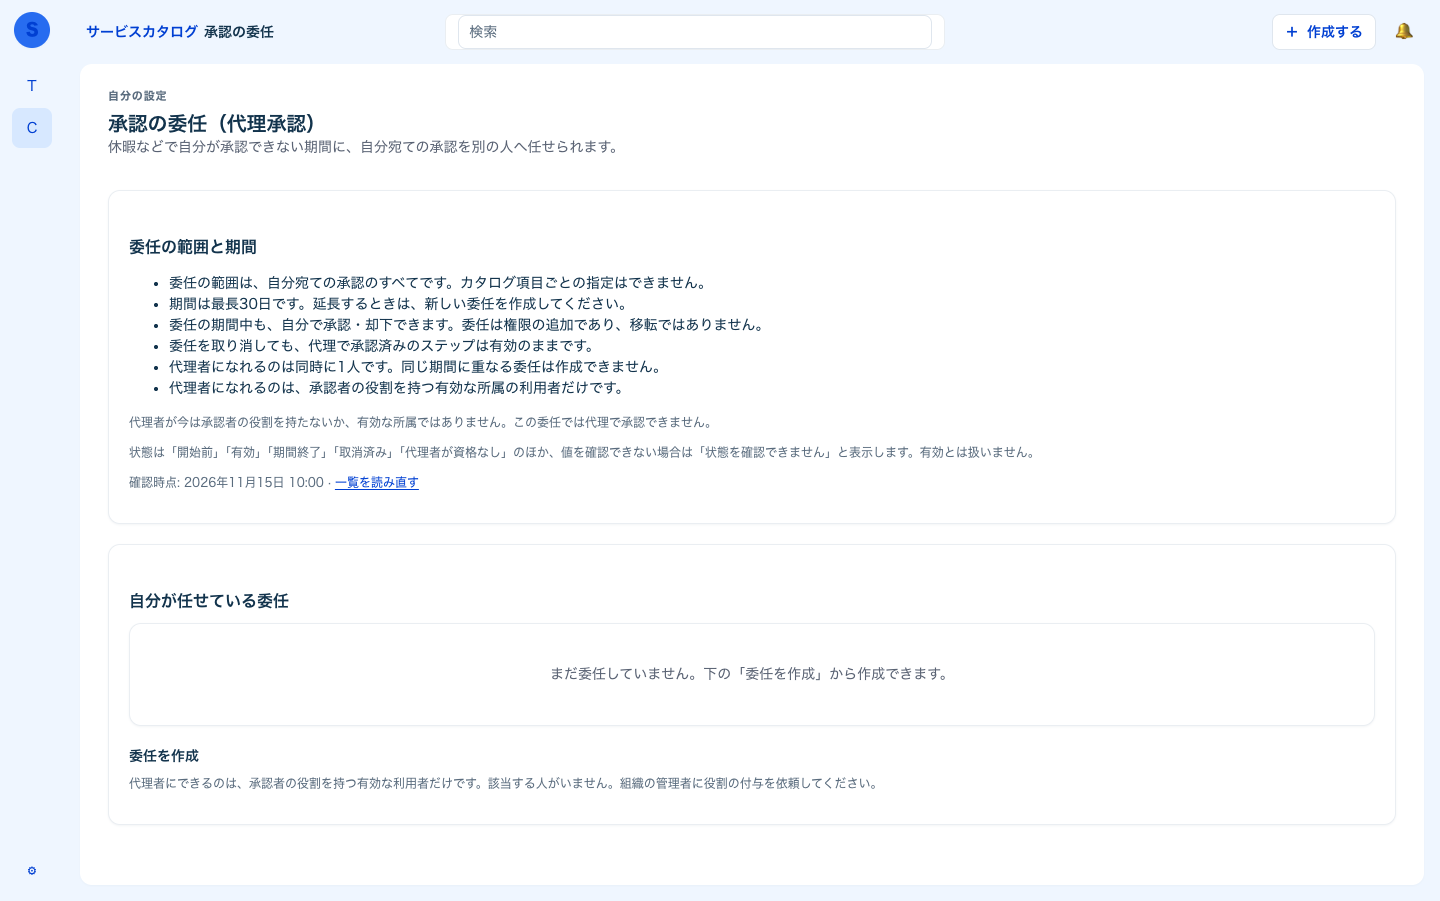 S
サービスカタログ 承認の委任
検索
+ 作成する
T
C
自分の設定
承認の委任（代理承認）
休暇などで自分が承認できない期間に、自分宛ての承認を別の人へ任せられます。
委任の範囲と期間
• 委任の範囲は、自分宛ての承認のすべてです。カタログ項目ごとの指定はできません。
• 期間は最長30日です。延長するときは、新しい委任を作成してください。
• 委任の期間中も、自分で承認・却下できます。委任は権限の追加であり、移転ではありません。
• 委任を取り消しても、代理で承認済みのステップは有効のままです。
• 代理者になれるのは同時に1人です。同じ期間に重なる委任は作成できません。
• 代理者になれるのは、承認者の役割を持つ有効な所属の利用者だけです。
代理者が今は承認者の役割を持たないか、有効な所属ではありません。この委任では代理で承認できません。
状態は「開始前」「有効」「期間終了」「取消済み」「代理者が資格なし」のほか、値を確認できない場合は「状態を確認できません」と表示します。有効とは扱いません。
確認時点: 2026年11月15日 10:00 · 一覧を読み直す
自分が任せている委任
まだ委任していません。下の「委任を作成」から作成できます。
委任を作成
代理者にできるのは、承認者の役割を持つ有効な利用者だけです。該当する人がいません。組織の管理者に役割の付与を依頼してください。